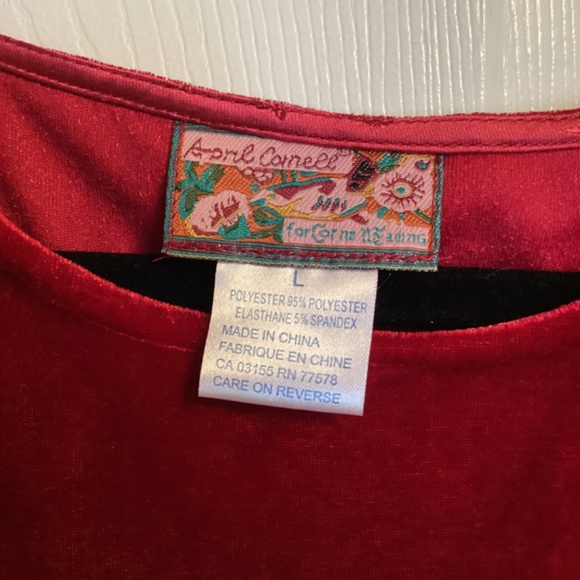 April Cornell
for Cornell Trading
L
POLYESTER 95% POLYESTER
ELASTHANE 5% SPANDEX
MADE IN CHINA
FABRIQUE EN CHINE
CA 03155 RN 77578
CARE ON REVERSE